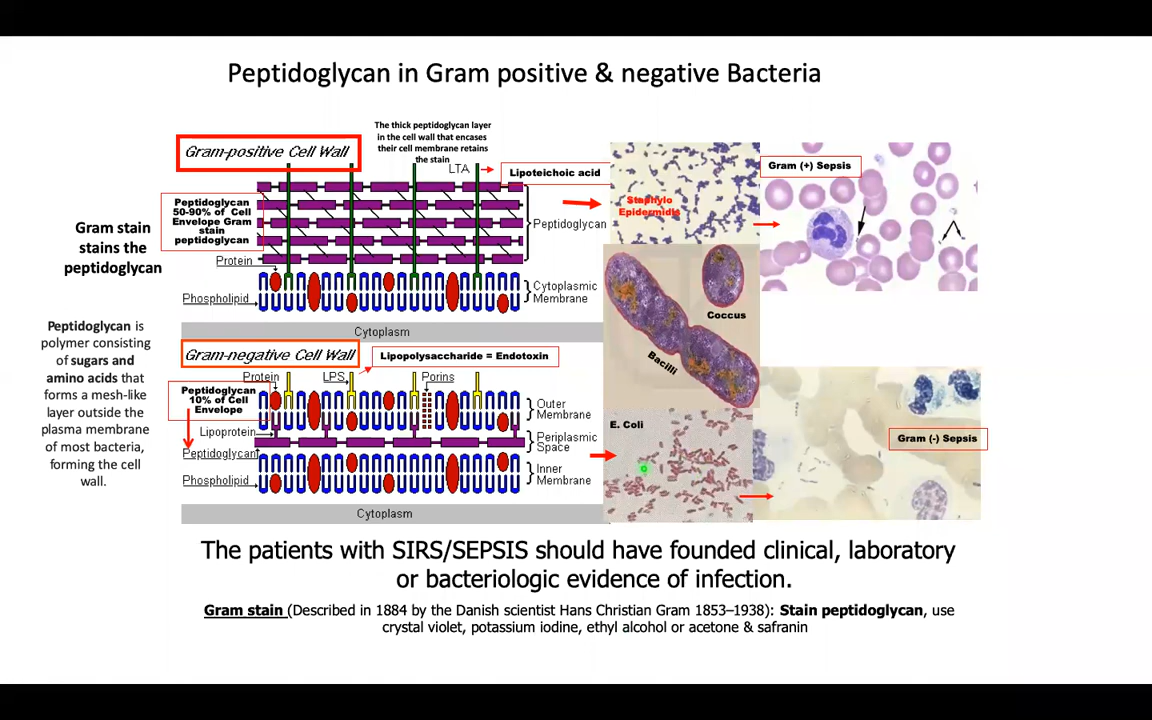 Peptidoglycan in Gram positive & negative Bacteria
Gram stain
stains the
peptidoglycan
Peptidoglycan is
polymer consisting
of sugars and
amino acids that
forms a mesh-like
layer outside the
plasma membrane
of most bacteria,
forming the cell
wall.
Gram-positive Cell Wall
The thick peptidoglycan layer
in the cell wall that encases
their cell membrane retains
the stain
LTA
Lipoteichoic acid
Peptidoglycan
50-90% of Cell
Envelope Gram
stain
peptidoglycan
Peptidoglycan
Protein
Phospholipid
Cytoplasmic
Membrane
Cytoplasm
Gram-negative Cell Wall
Lipopolysaccharide = Endotoxin
Protein
LPS
Porins
Peptidoglycan
10% of Cell
Envelope
Outer
Membrane
Lipoprotein
Periplasmic
Space
Peptidoglycan
Phospholipid
Inner
Membrane
Cytoplasm
Staphylo
Epidermidis
Gram (+) Sepsis
Coccus
Bacilli
E. Coli
Gram (-) Sepsis
The patients with SIRS/SEPSIS should have founded clinical, laboratory
or bacteriologic evidence of infection.
Gram stain (Described in 1884 by the Danish scientist Hans Christian Gram 1853–1938): Stain peptidoglycan, use
crystal violet, potassium iodine, ethyl alcohol or acetone & safranin